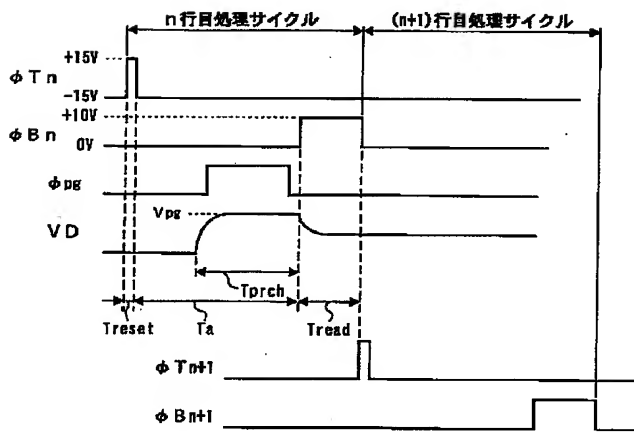 n行目処理サイクル
(n+1)行目処理サイクル
+15V
φTn
-15V
+10V
φBn
0V
φpg
Vpg
VD
Tprch
Treset
Ta
Tread
φTn+1
φBn+1